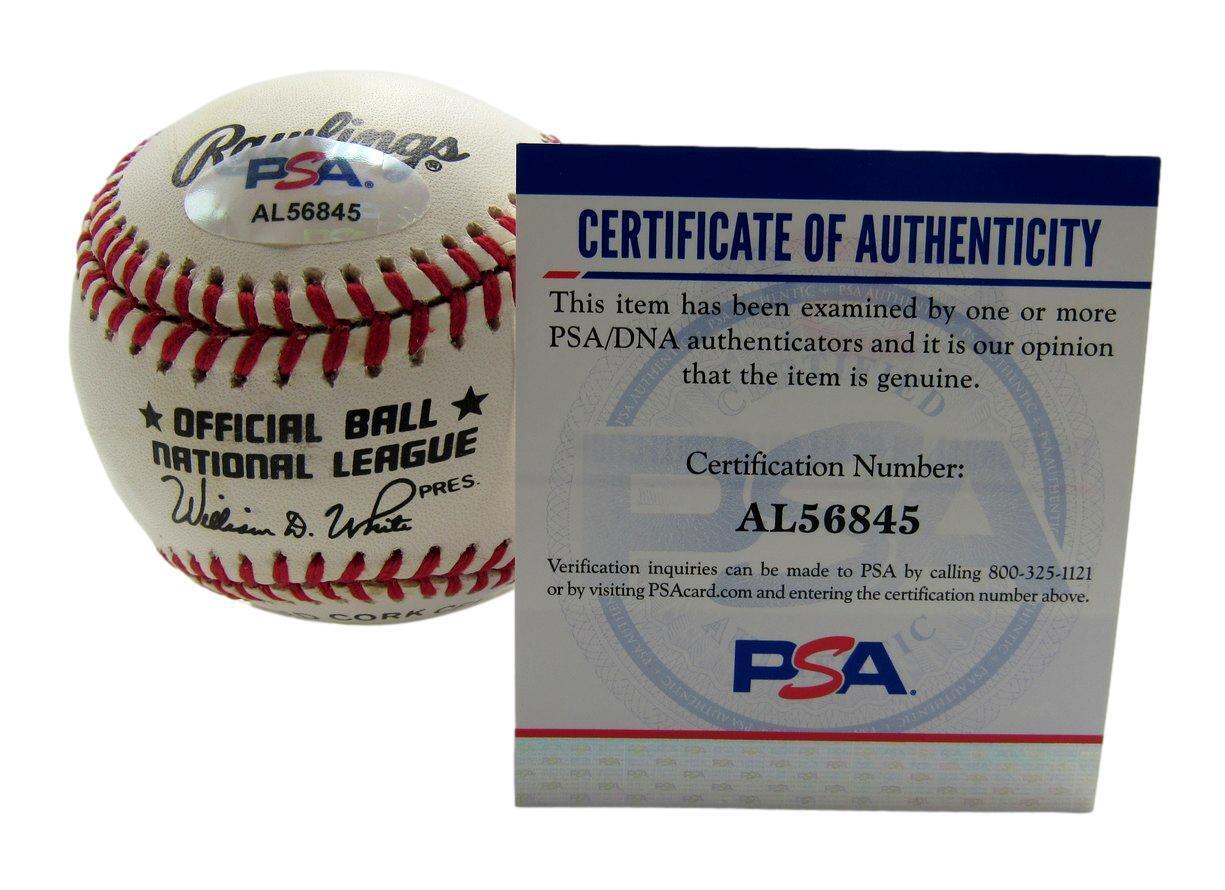 Rawlings®
PSA®
AL56845
★ OFFICIAL BALL ★
NATIONAL LEAGUE
William D. White PRES.
CORK
CERTIFICATE OF AUTHENTICITY
This item has been examined by one or more
PSA/DNA authenticators and it is our opinion
that the item is genuine.
Certification Number:
AL56845
Verification inquiries can be made to PSA by calling 800-325-1121
or by visiting PSAcard.com and entering the certification number above.
PSA.